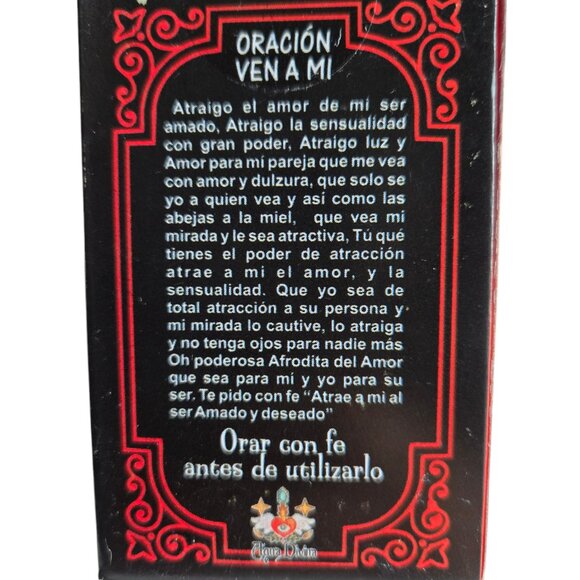 ORACIÓN
VEN A MI
Atraigo el amor de mi ser
amado, Atraigo la sensualidad
con gran poder, Atraigo luz y
Amor para mí pareja que me vea
con amor y dulzura, que solo se
yo a quien vea y así como las
abejas a la miel, que vea mi
mirada y le sea atractiva, Tú qué
tienes el poder de atracción
atrae a mi el amor, y la
sensualidad. Que yo sea de
total atracción a su persona y
mi mirada lo cautive, lo atraiga
y no tenga ojos para nadie más
Oh poderosa Afrodíta del Amor
que sea para mí y yo para su
ser. Te pido con fe “Atrae a mi al
ser Amado y deseado”
Orar con fe
antes de utilizarlo
Agua Divina